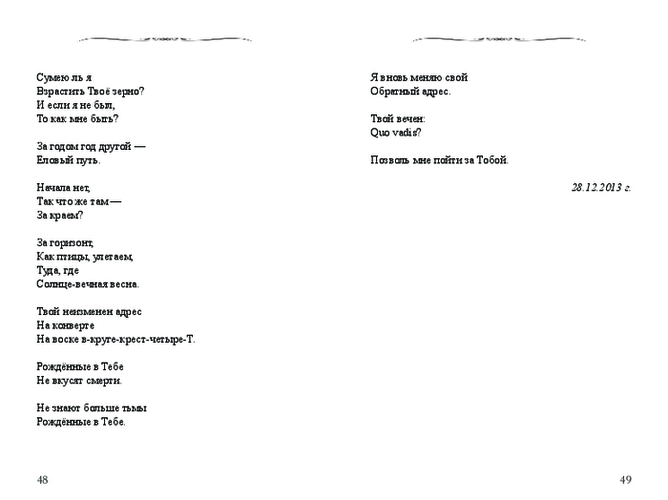 Сумею ль я
Взрастить Твоё зерно?
И если я не был,
То как мне быть?
За годом год другой —
Еловый путь.
Начала нет,
Так что же там —
За краем?
За горизонт,
Как птицы, улетаем,
Туда, где
Солнце-вечная весна.
Твой неизменен адрес
На конверте
На воске в-круге-крест-четыре-Т.
Рождённые в Тебе
Не вкусят смерти.
Не знают больше тьмы
Рождённые в Тебе.
48
Я вновь меняю свой
Обратный адрес.
Твой вечен:
Quo vadis?
Позволь мне пойти за Тобой.
28.12.2013 г.
49